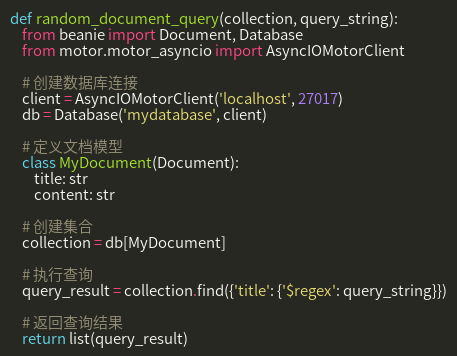 def random_document_query(collection, query_string):
from beanie import Document, Database
from motor.motor_asyncio import AsyncIOMotorClient
# 创建数据库连接
client = AsyncIOMotorClient('localhost', 27017)
db = Database('mydatabase', client)
# 定义文档模型
class MyDocument(Document):
title: str
content: str
# 创建集合
collection = db[MyDocument]
# 执行查询
query_result = collection.find({'title': {'$regex': query_string}})
# 返回查询结果
return list(query_result)